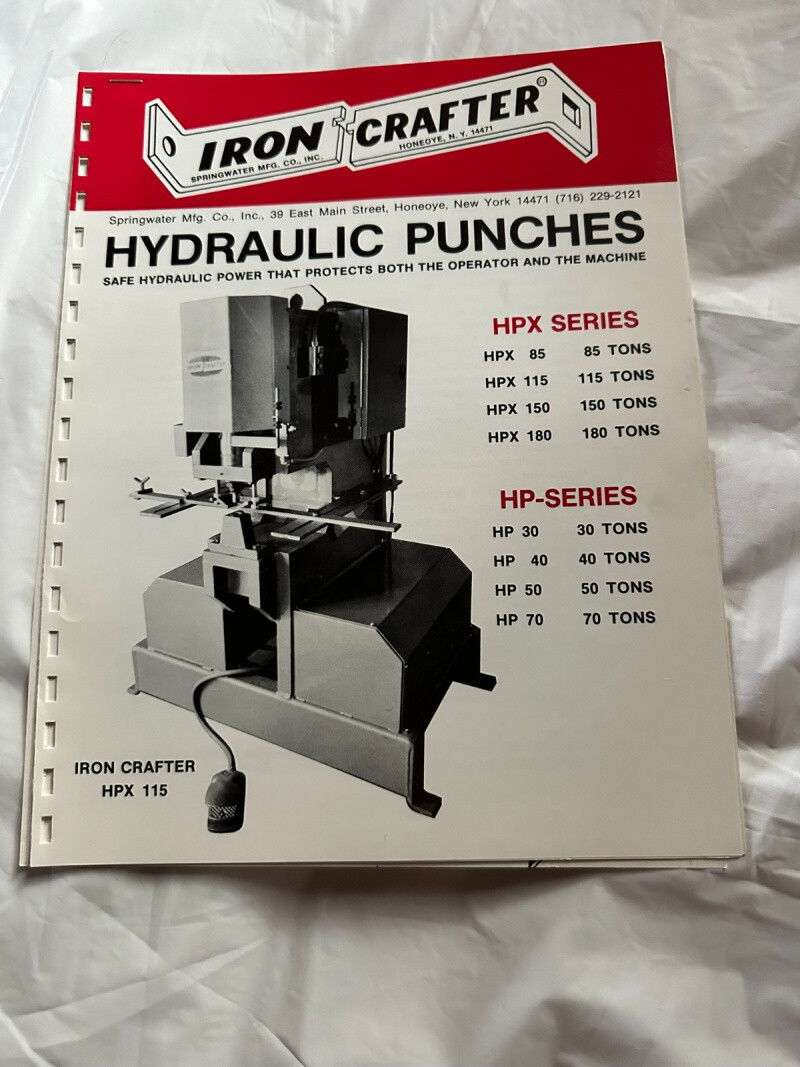 IRON CRAFTER®
SPRINGWATER MFG. CO., INC. HONEOYE, N. Y. 14471
Springwater Mfg. Co., Inc., 39 East Main Street, Honeoye, New York 14471 (716) 229-2121
HYDRAULIC PUNCHES
SAFE HYDRAULIC POWER THAT PROTECTS BOTH THE OPERATOR AND THE MACHINE
HPX SERIES
HPX 85 85 TONS
HPX 115 115 TONS
HPX 150 150 TONS
HPX 180 180 TONS
IRON CRAFTER
HP-SERIES
HP 30 30 TONS
HP 40 40 TONS
HP 50 50 TONS
HP 70 70 TONS
IRON CRAFTER
HPX 115